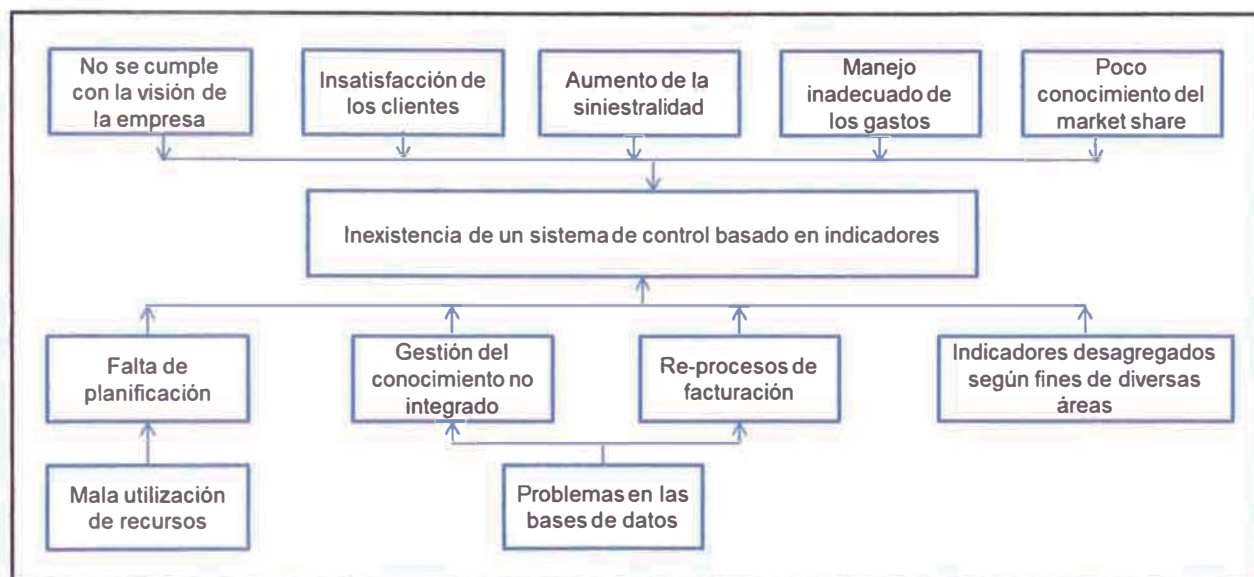 No se cumple
con la visión de
la empresa
Insatisfacción de
los clientes
Aumento de la
siniestralidad
Manejo
inadecuado de
los gastos
Poco
conocimiento del
market share
Inexistencia de un sistema de control basado en indicadores
Falta de
planificación
Gestión del
conocimiento no
integrado
Re-procesos de
facturación
Indicadores desagregados
según fines de diversas
áreas
Mala utilización
de recursos
Problemas en las
bases de datos